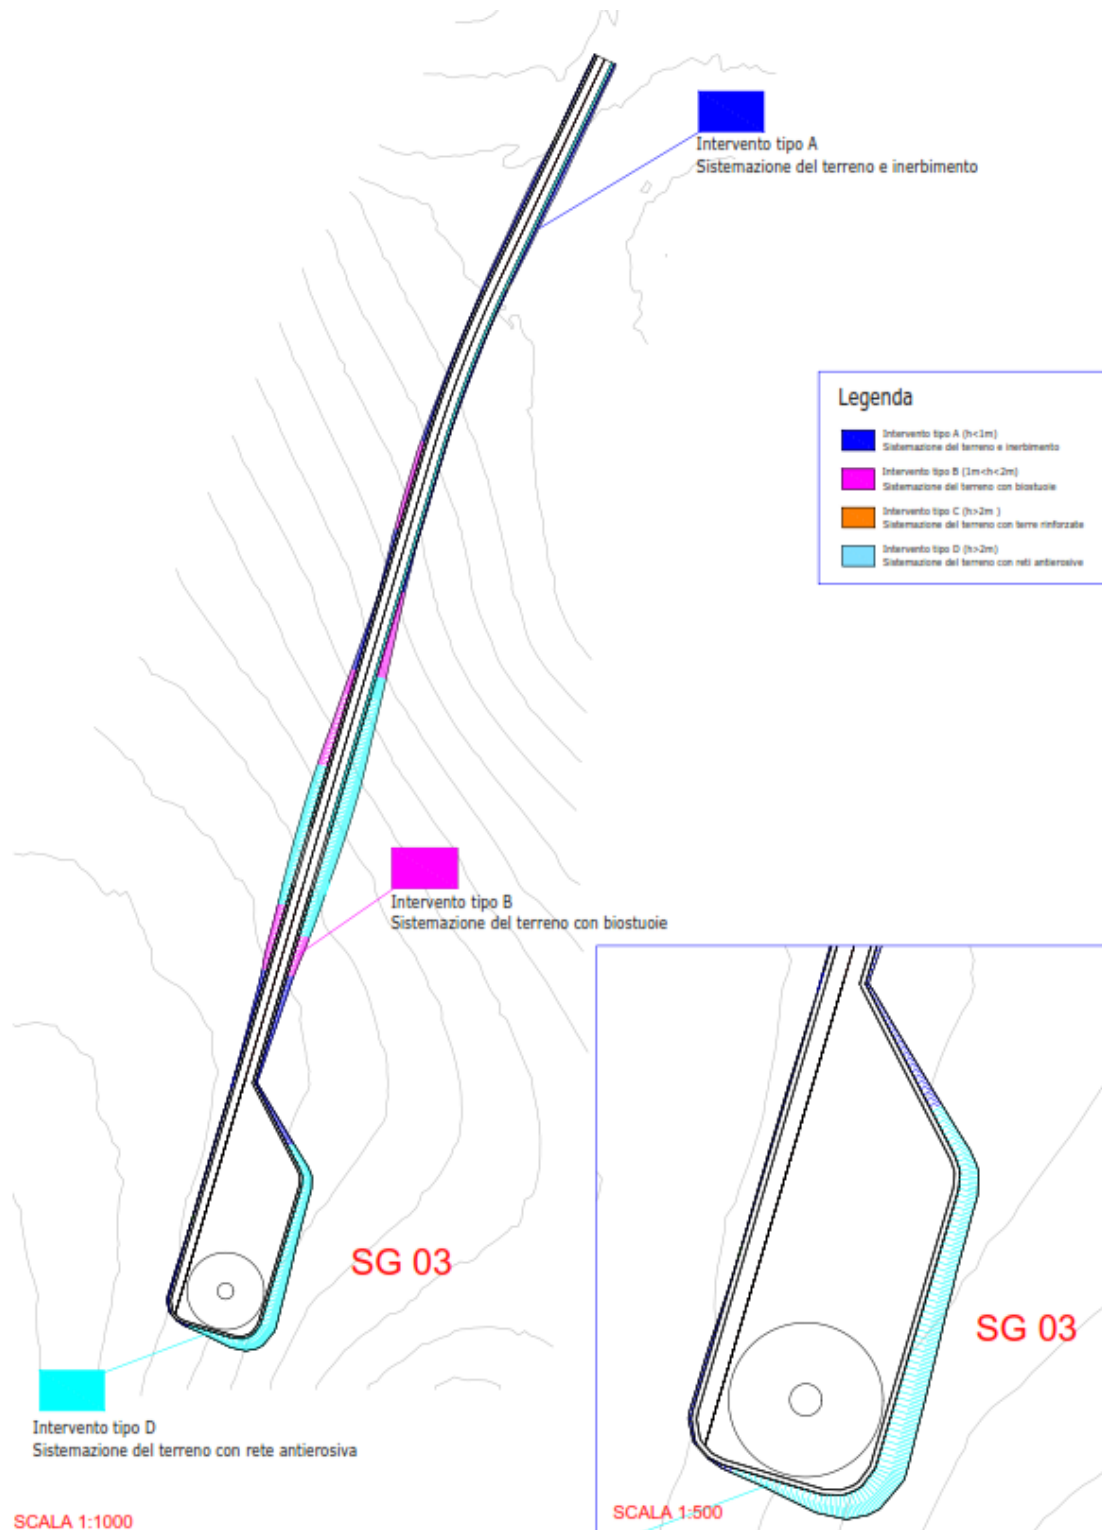 Intervento tipo A
Sistemazione del terreno e inerbimento
Legenda
Intervento tipo A (h<1m)
Sistemazione del terreno e inerbimento
Intervento tipo B (1m<h<2m)
Sistemazione del terreno con biostuoie
Intervento tipo C (h>2m )
Sistemazione del terreno con terre rinforzate
Intervento tipo D (h>2m)
Sistemazione del terreno con reti antierosive
Intervento tipo B
Sistemazione del terreno con biostuoie
SG 03
SG 03
Intervento tipo D
Sistemazione del terreno con rete antierosiva
SCALA 1:500
SCALA 1:1000